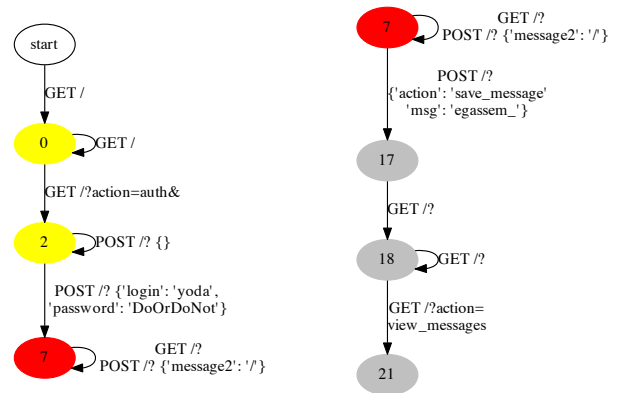 start
GET /
0
GET /
GET /?action=auth&
2
POST /? {}
POST /? {'login': 'yoda',
'password': 'DoOrDoNot'}
7
GET /?
POST /? {'message2': '/'}
7
GET /?
POST /? {'message2': '/'}
POST /?
{'action': 'save_message'
'msg': 'egassem_'}
17
GET /?
18
GET /?
GET /?action=
view_messages
21